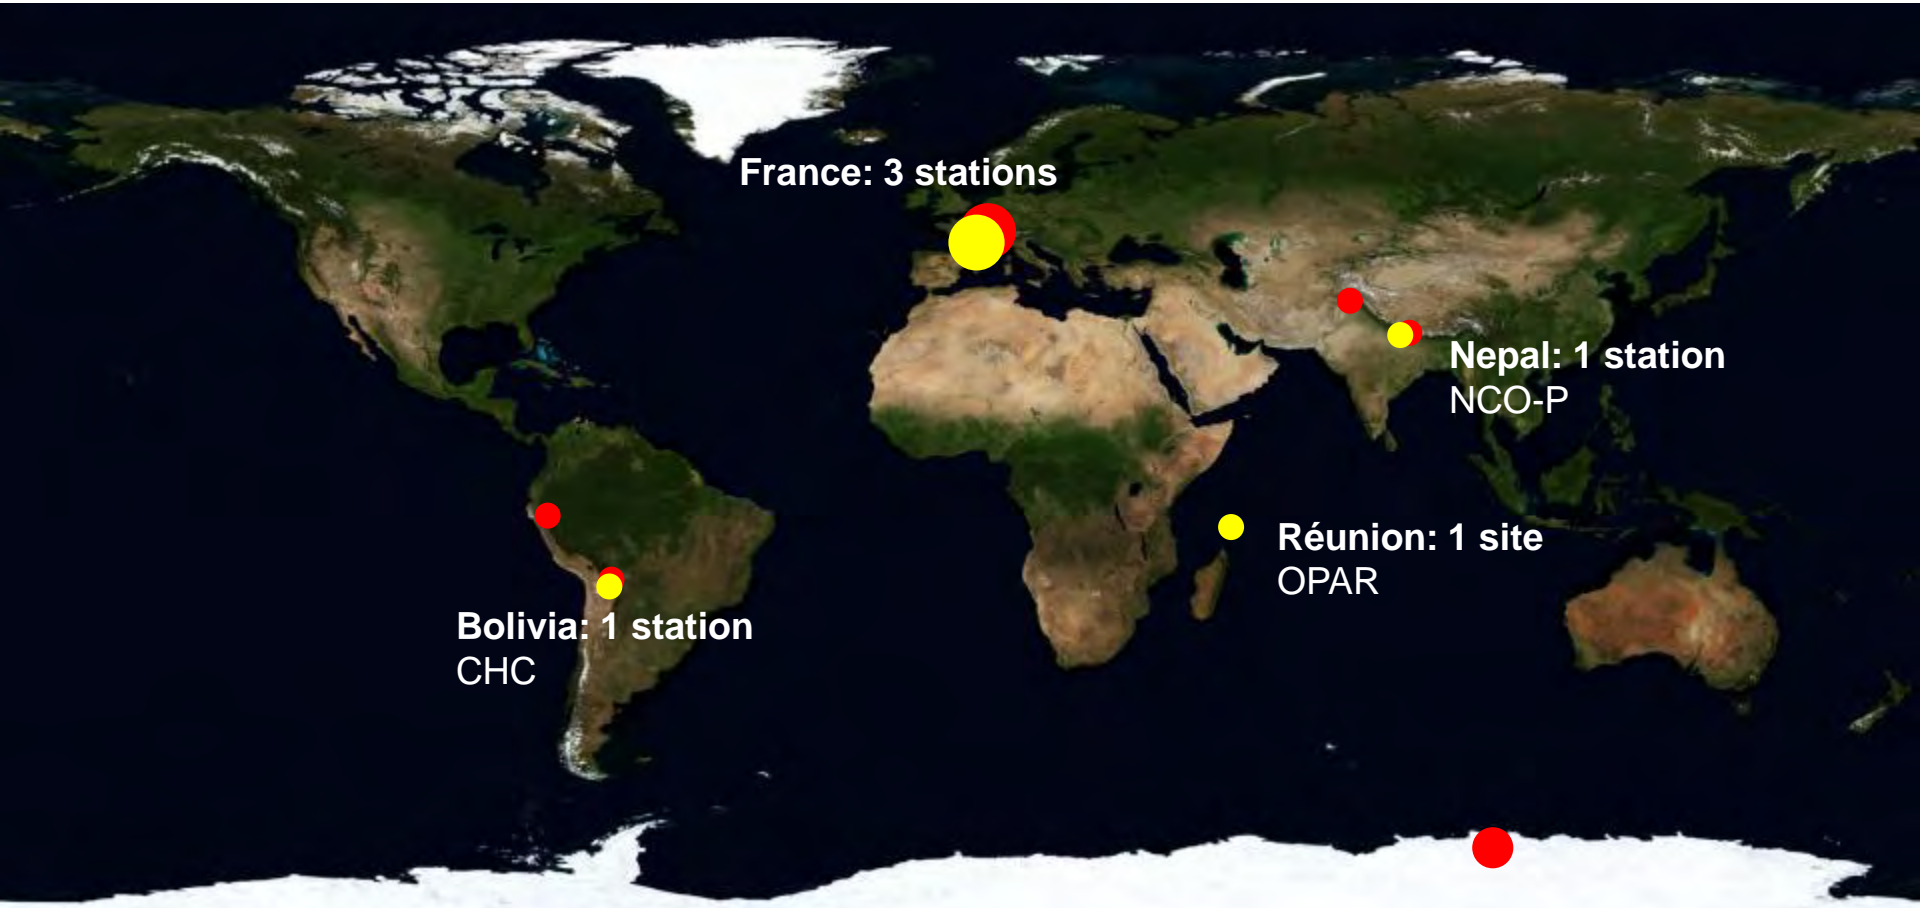 France: 3 stations
Nepal: 1 station
NCO-P
Réunion: 1 site
OPAR
Bolivia: 1 station
CHC